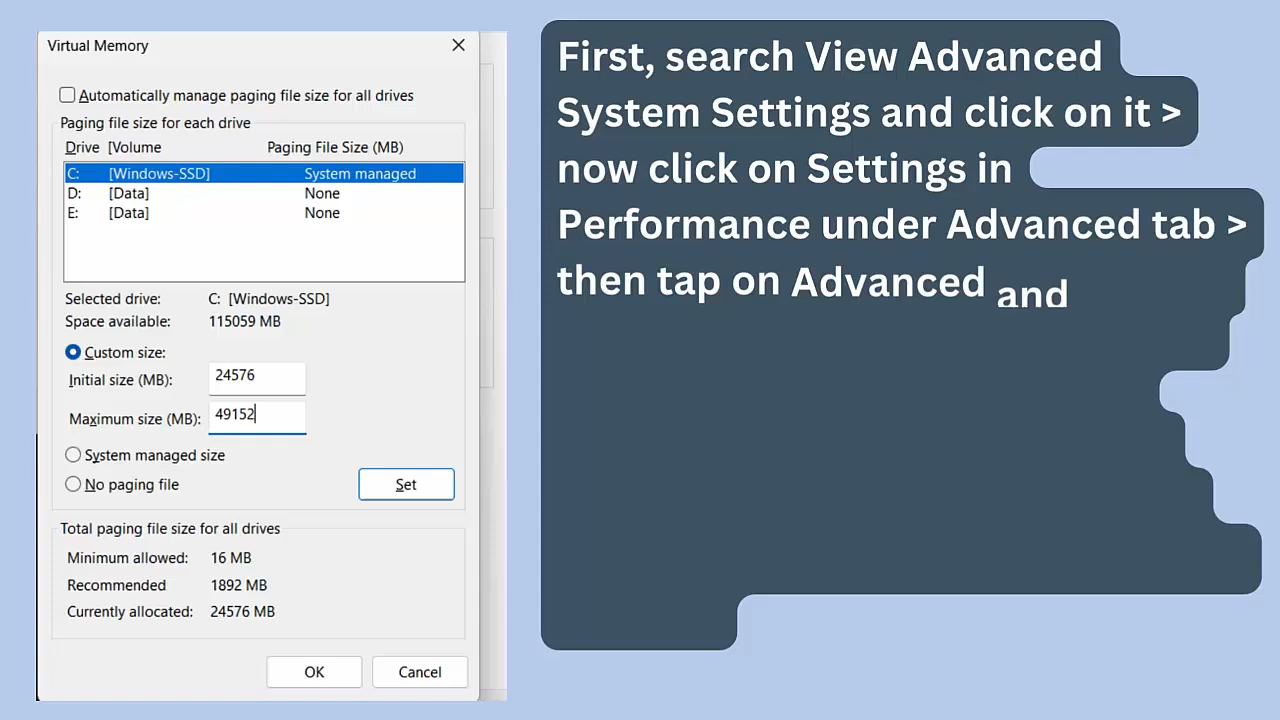 Virtual Memory
Automatically manage paging file size for all drives
Paging file size for each drive
Drive [Volume Paging File Size (MB)
C: [Windows-SSD] System managed
D: [Data] None
E: [Data] None
Selected drive: C: [Windows-SSD]
Space available: 115059 MB
Custom size:
Initial size (MB): 24576
Maximum size (MB): 49152
System managed size
No paging file
Set
Total paging file size for all drives
Minimum allowed: 16 MB
Recommended 1892 MB
Currently allocated: 24576 MB
OK Cancel
First, search View Advanced
System Settings and click on it >
now click on Settings in
Performance under Advanced tab >
then tap on Advanced and